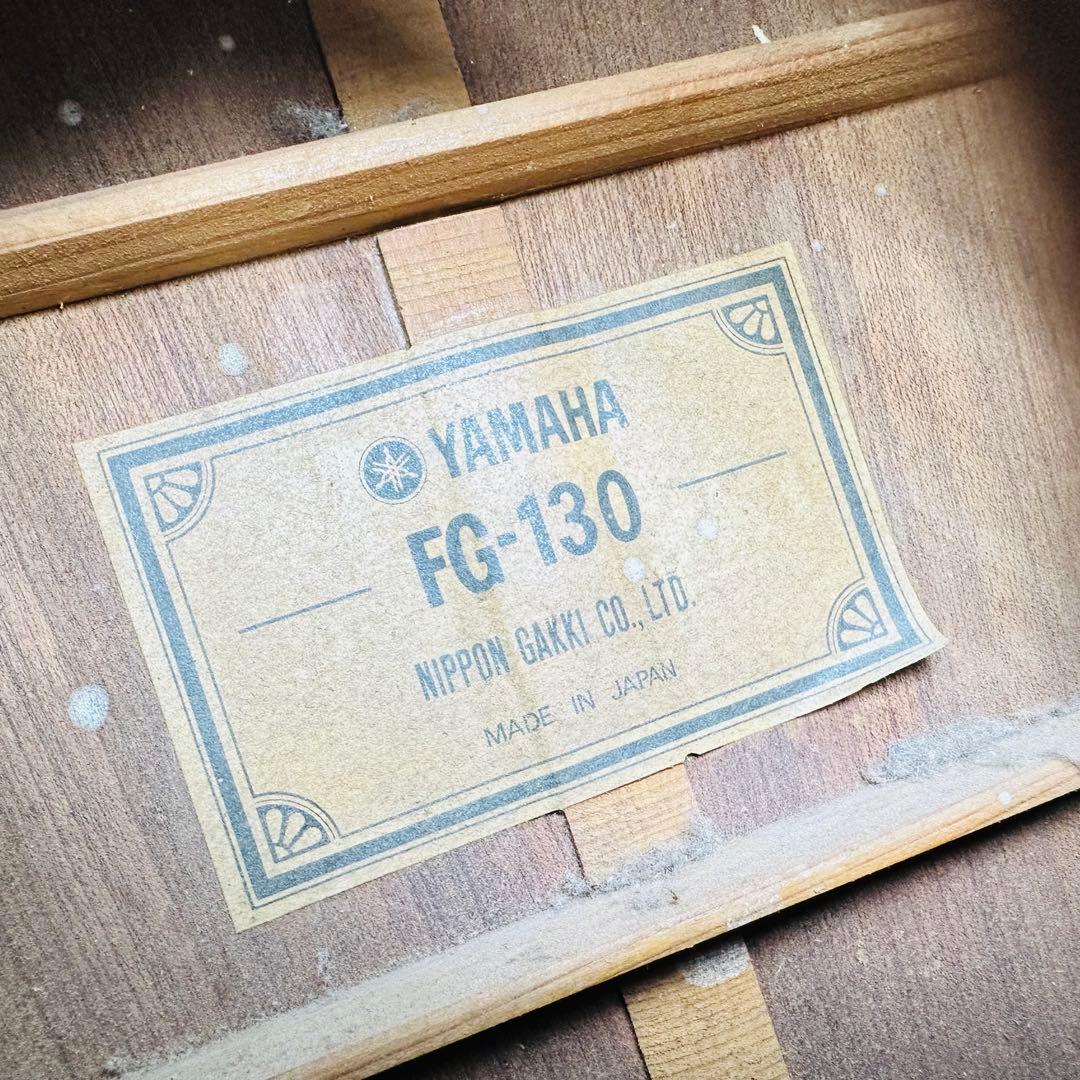 YAMAHA
FG-130
NIPPON GAKKI CO., LTD.
MADE IN JAPAN